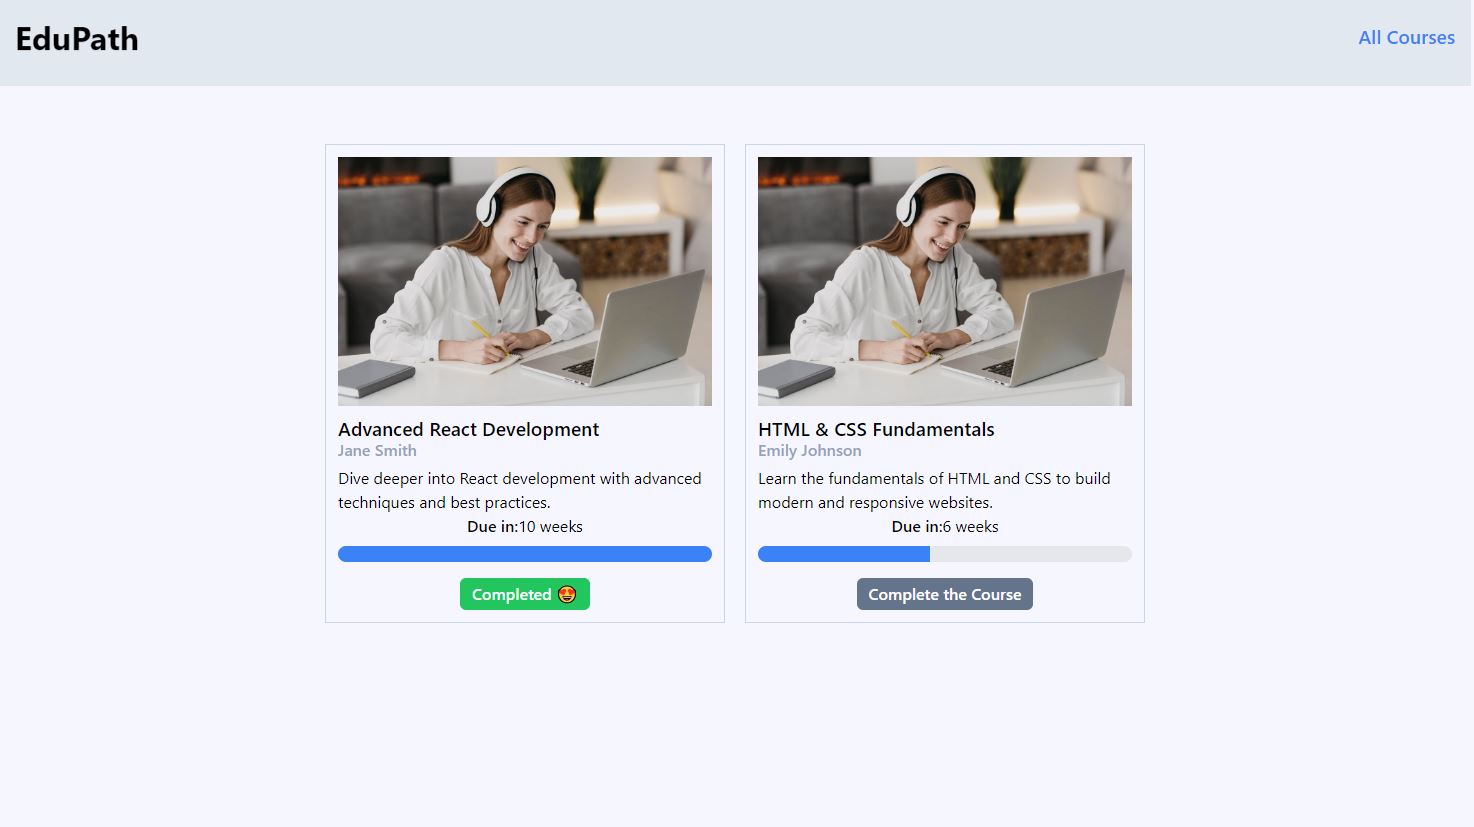 EduPath
All Courses
Advanced React Development
Jane Smith
Dive deeper into React development with advanced
techniques and best practices.
Due in:10 weeks
Completed 😍
HTML & CSS Fundamentals
Emily Johnson
Learn the fundamentals of HTML and CSS to build
modern and responsive websites.
Due in:6 weeks
Complete the Course